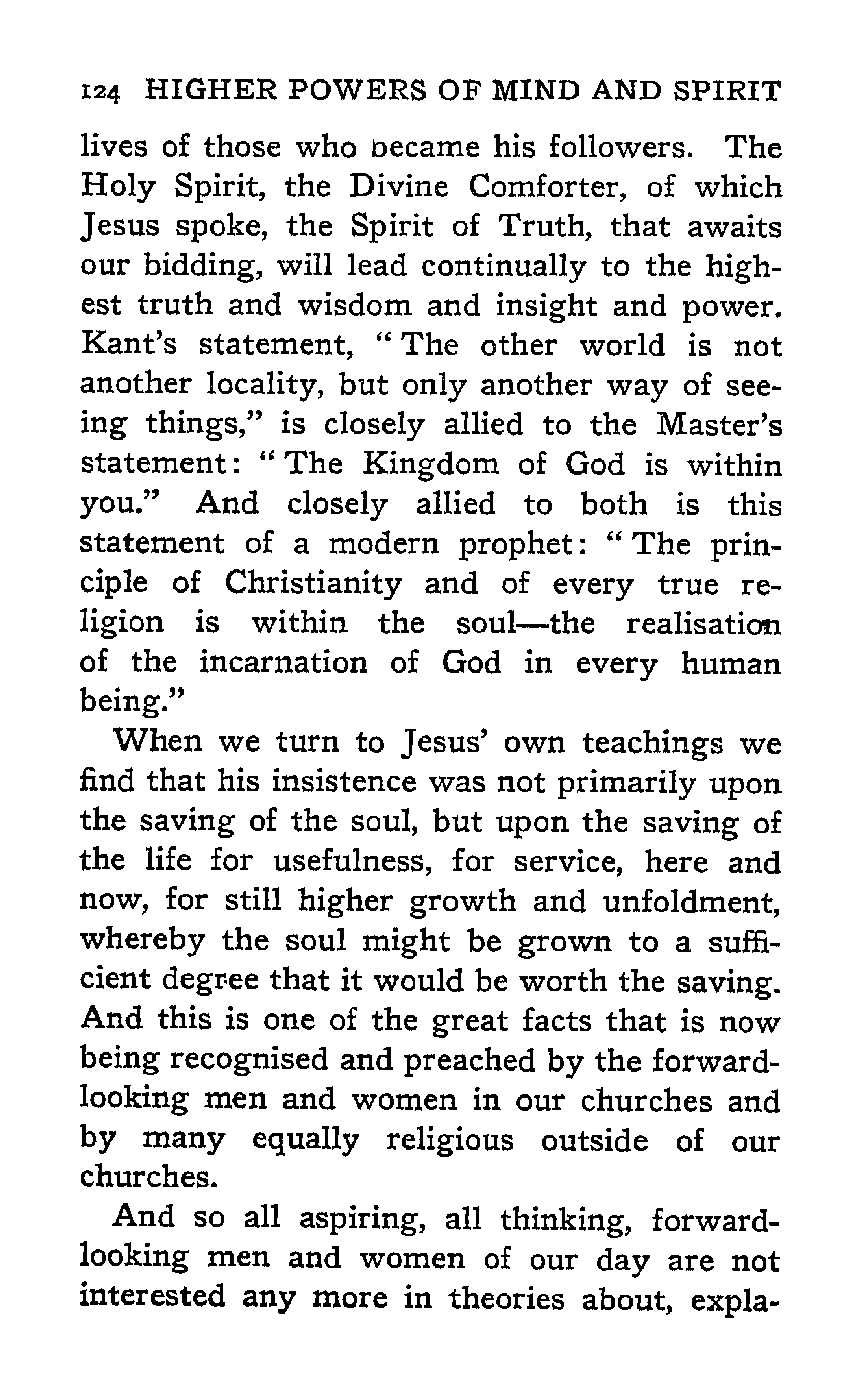 124 HIGHER POWERS OF MIND AND SPIRIT
lives of those who became his followers. The
Holy Spirit, the Divine Comforter, of which
Jesus spoke, the Spirit of Truth, that awaits
our bidding, will lead continually to the high-
est truth and wisdom and insight and power.
Kant's statement, “ The other world is not
another locality, but only another way of see-
ing things,” is closely allied to the Master's
statement: “ The Kingdom of God is within
you.” And closely allied to both is this
statement of a modern prophet: “ The prin-
ciple of Christianity and of every true re-
ligion is within the soul—the realisation
of the incarnation of God in every human
being.”
When we turn to Jesus' own teachings we
find that his insistence was not primarily upon
the saving of the soul, but upon the saving of
the life for usefulness, for service, here and
now, for still higher growth and unfoldment,
whereby the soul might be grown to a suffi-
cient degree that it would be worth the saving.
And this is one of the great facts that is now
being recognised and preached by the forward-
looking men and women in our churches and
by many equally religious outside of our
churches.
And so all aspiring, all thinking, forward-
looking men and women of our day are not
interested any more in theories about, expla-